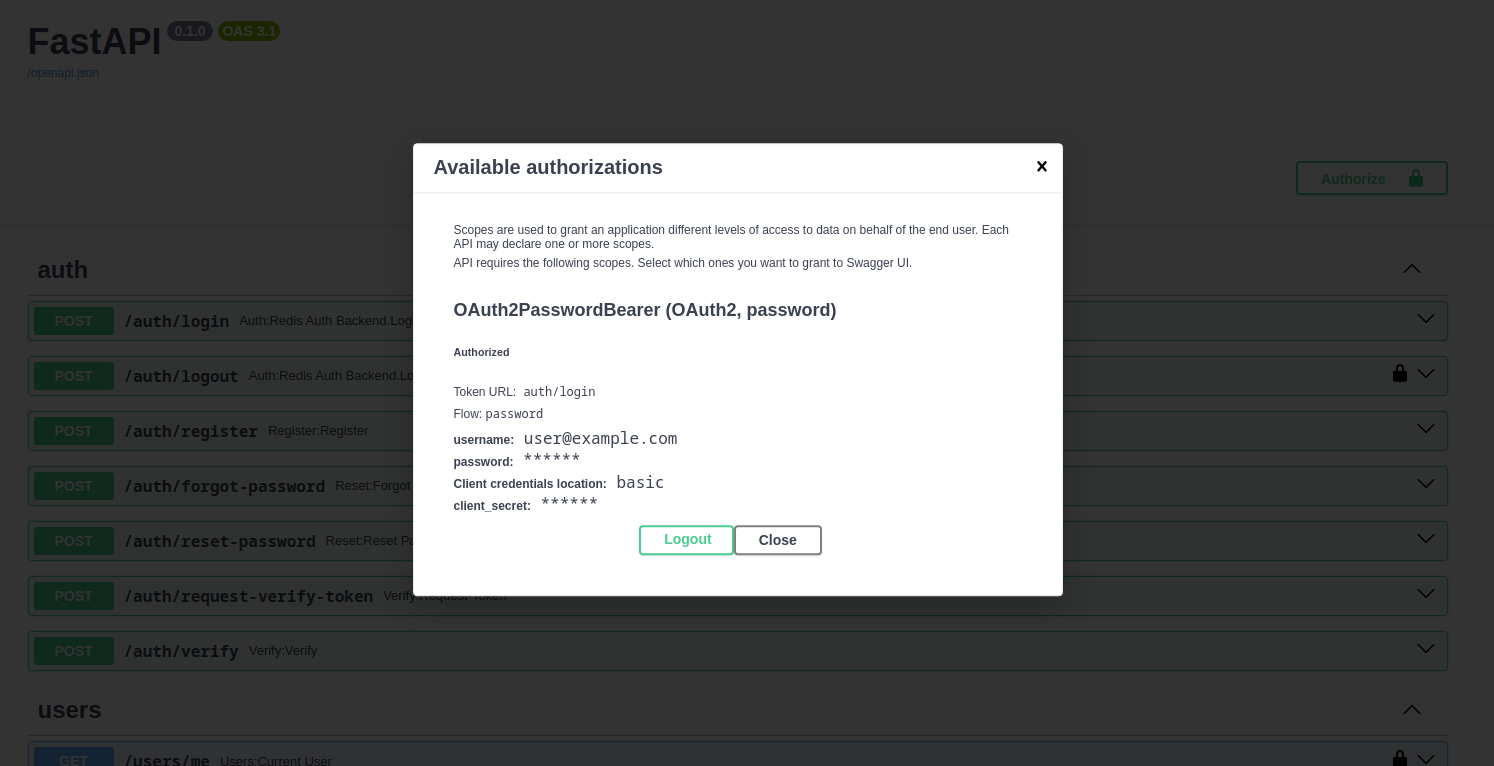 FastAPI 0.1.0 OAS 3.1
/openapi.json
Available authorizations
Authorize
Scopes are used to grant an application different levels of access to data on behalf of the end user. Each
API may declare one or more scopes.
API requires the following scopes. Select which ones you want to grant to Swagger UI.
OAuth2PasswordBearer (OAuth2, password)
Authorized
Token URL: auth/login
Flow: password
username: user@example.com
password: ******
Client credentials location: basic
client_secret: ******
Logout Close
auth
POST /auth/login Auth:Redis Auth Backend.Logi
POST /auth/logout Auth:Redis Auth Backend.Lo
POST /auth/register Register:Register
POST /auth/forgot-password Reset:Forgot
POST /auth/reset-password Reset:Reset Pa
POST /auth/request-verify-token Verify:Request-Token
POST /auth/verify Verify:Verify
users
GET /users/me Users:Current User